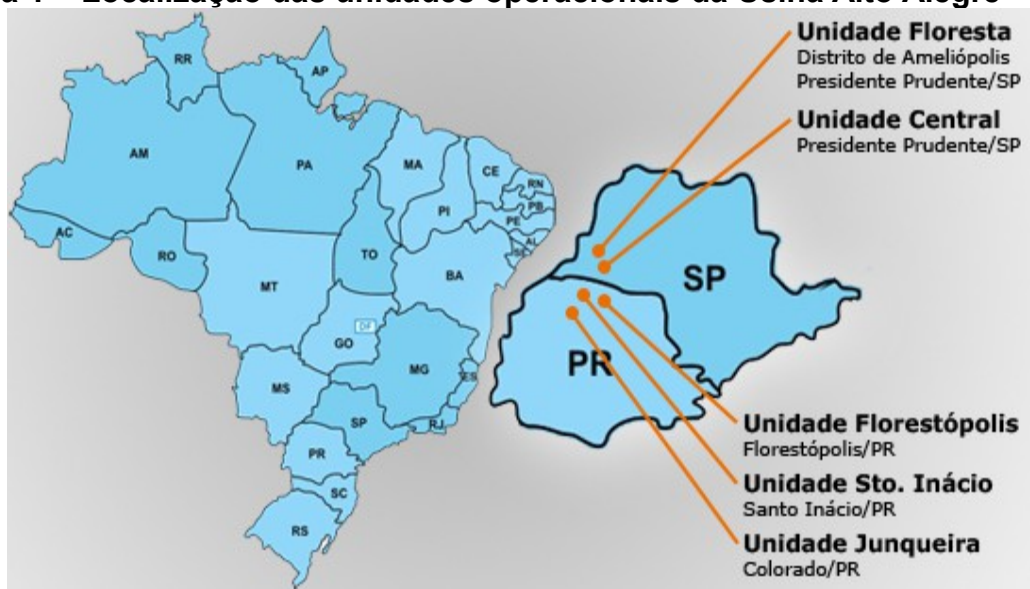 a 1 – Localização das unidades operacionais da Usina Alto Alegre
Unidade Floresta
Distrito de Ameliópolis
Presidente Prudente/SP
Unidade Central
Presidente Prudente/SP
RR
AP
AM
PA
MA
CE
RN
PB
PE
PI
AL
SE
AC
RO
TO
BA
MT
DF
GO
MG
ES
MS
SP
RJ
PR
SC
RS
SP
PR
Unidade Florestópolis
Florestópolis/PR
Unidade Sto. Inácio
Santo Inácio/PR
Unidade Junqueira
Colorado/PR